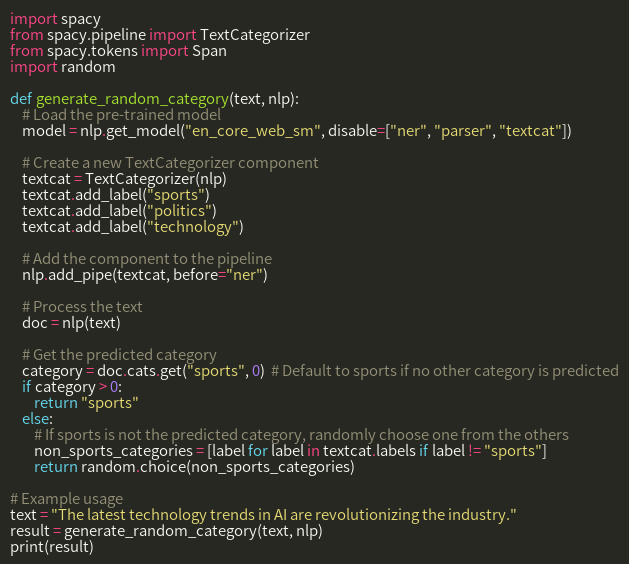 import spacy
from spacy.pipeline import TextCategorizer
from spacy.tokens import Span
import random

def generate_random_category(text, nlp):
    # Load the pre-trained model
    model = nlp.get_model("en_core_web_sm", disable=["ner", "parser", "textcat"])

    # Create a new TextCategorizer component
    textcat = TextCategorizer(nlp)
    textcat.add_label("sports")
    textcat.add_label("politics")
    textcat.add_label("technology")

    # Add the component to the pipeline
    nlp.add_pipe(textcat, before="ner")

    # Process the text
    doc = nlp(text)

    # Get the predicted category
    category = doc.cats.get("sports", 0)  # Default to sports if no other category is predicted
    if category > 0:
        return "sports"
    else:
        # If sports is not the predicted category, randomly choose one from the others
        non_sports_categories = [label for label in textcat.labels if label != "sports"]
        return random.choice(non_sports_categories)

# Example usage
text = "The latest technology trends in AI are revolutionizing the industry."
result = generate_random_category(text, nlp)
print(result)